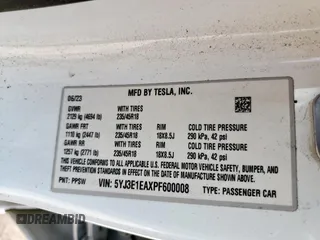 MFD BY TESLA, INC.
06/23
GVWR WITH TIRES
2129 kg (4694 lb) 235/45R18
GAWR FRT WITH TIRES RIM COLD TIRE PRESSURE
1110 kg (2447 lb) 235/45R18 18X8.5J 290 kPa, 42 psi
GAWR RR WITH TIRES RIM COLD TIRE PRESSURE
1257 kg (2771 lb) 235/45R18 18X8.5J 290 kPa, 42 psi
THIS VEHICLE CONFORMS TO ALL APPLICABLE
FEDERAL MOTOR VEHICLE SAFETY, BUMPER, AND
THEFT PREVENTION STANDARDS IN EFFECT ON THE DATE
OF MANUFACTURE SHOWN ABOVE.
PNT: PPSW VIN: 5YJ3E1EAXPF600008 TYPE: PASSENGER CAR
DREAMBID